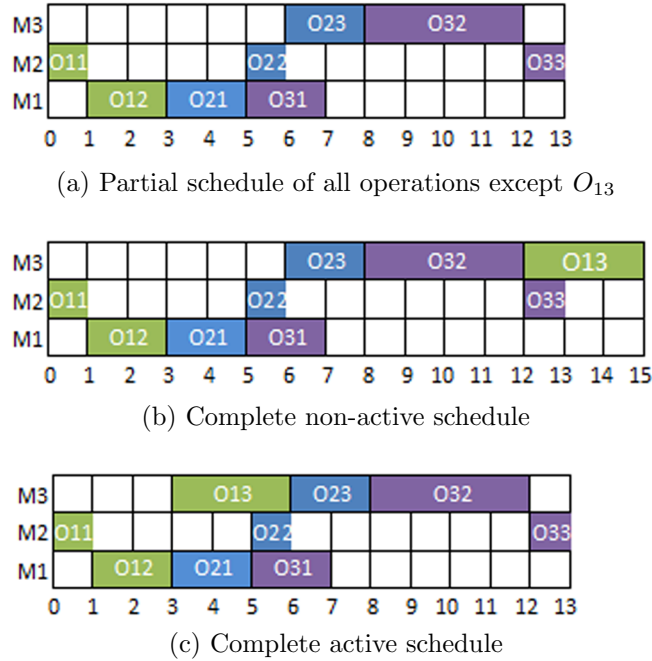 M3 O23 O32
M2 O11 O22 O33
M1 O12 O21 O31
0 1 2 3 4 5 6 7 8 9 10 11 12 13
(a) Partial schedule of all operations except O13
M3 O23 O32 O13
M2 O11 O22 O33
M1 O12 O21 O31
0 1 2 3 4 5 6 7 8 9 10 11 12 13 14 15
(b) Complete non-active schedule
M3 O13 O23 O32
M2 O11 O22 O33
M1 O12 O21 O31
0 1 2 3 4 5 6 7 8 9 10 11 12 13
(c) Complete active schedule